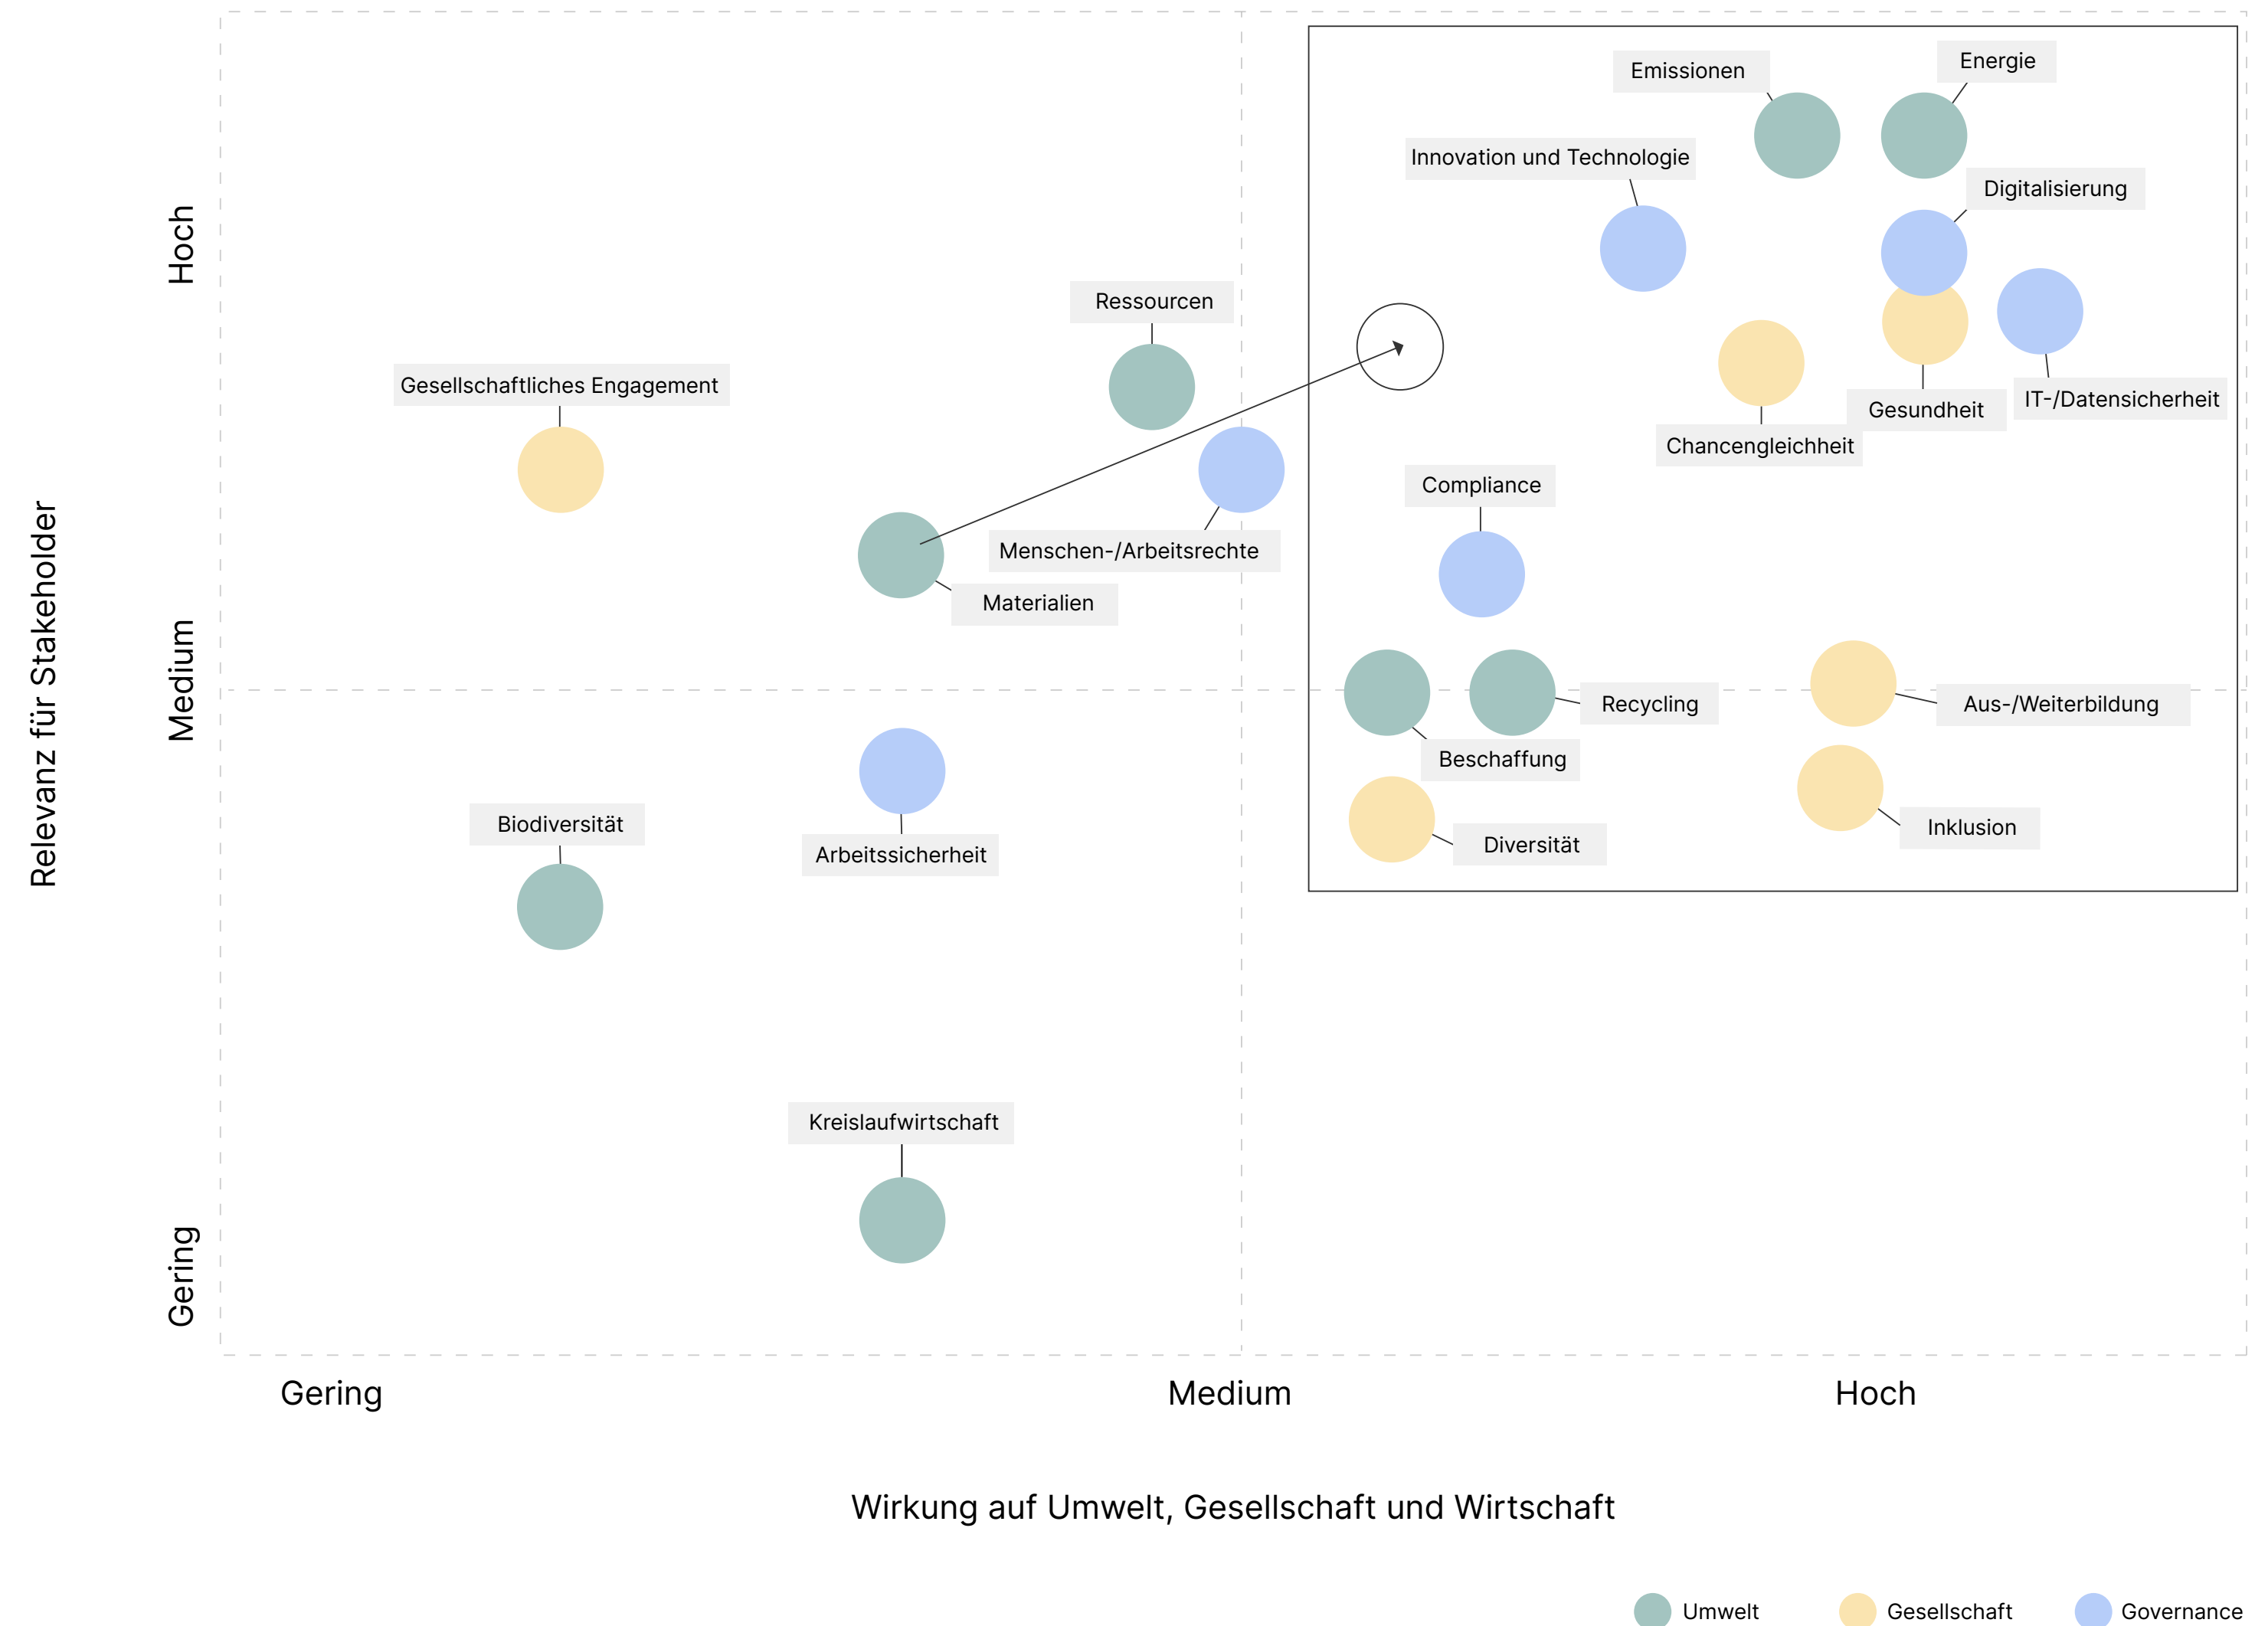 Emissionen
Energie
Innovation und Technologie
Digitalisierung
Hoch
Ressourcen
Gesellschaftliches Engagement
IT-/Datensicherheit
Gesundheit
Chancengleichheit
Compliance
Menschen-/Arbeitsrechte
Materialien
Relevanz für Stakeholder
Medium
Recycling
Aus-/Weiterbildung
Beschaffung
Biodiversität
Inklusion
Diversität
Arbeitssicherheit
Kreislaufwirtschaft
Gering
Gering
Medium
Hoch
Wirkung auf Umwelt, Gesellschaft und Wirtschaft
Umwelt
Gesellschaft
Governance